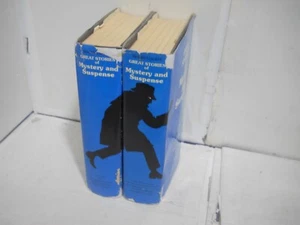 GREAT STORIES
of
Mystery and
Suspense
GREAT STORIES
of
Mystery and
Suspense